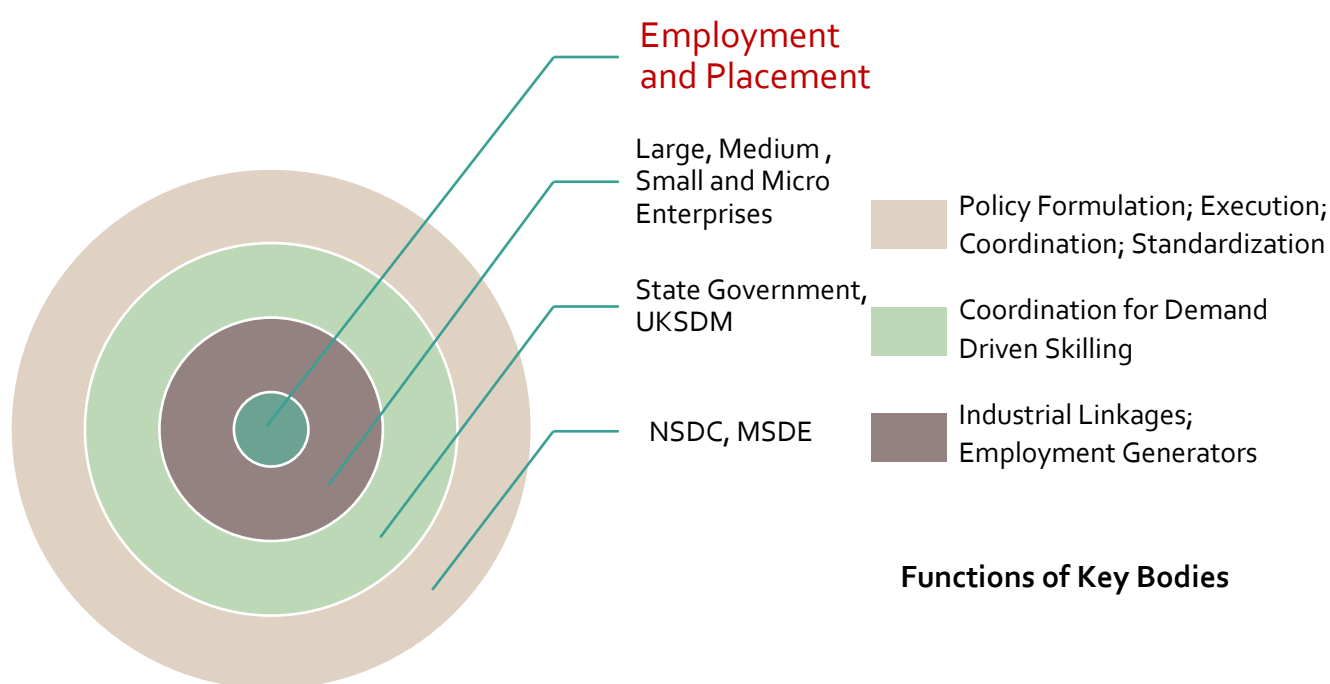 Employment
and Placement
Large, Medium ,
Small and Micro
Enterprises
State Government,
UKSDM
NSDC, MSDE
Policy Formulation; Execution;
Coordination; Standardization
Coordination for Demand
Driven Skilling
Industrial Linkages;
Employment Generators
Functions of Key Bodies